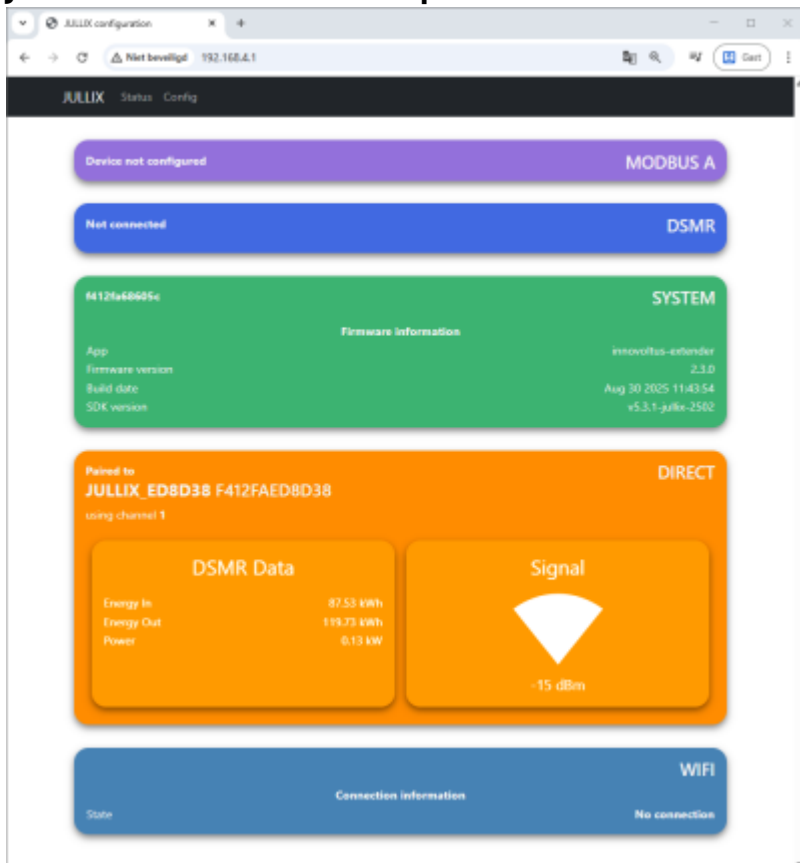 JULLIX configuration
Niet beveiligd 192.168.4.1 Gast
JULLIX Status Config
Device not configured MODBUS A
Not connected DSMR
f412fa68605c SYSTEM
Firmware information
App innovoltus-extender
Firmware version 2.3.0
Build date Aug 30 2025 11:43:54
SDK version v5.3.1-jullix-2502
Paired to DIRECT
JULLIX_ED8D38 F412FAED8D38
using channel 1
DSMR Data Signal
Energy In 87.53 kWh
Energy Out 119.73 kWh
Power 0.13 kW
-15 dBm
WIFI
Connection information
State No connection